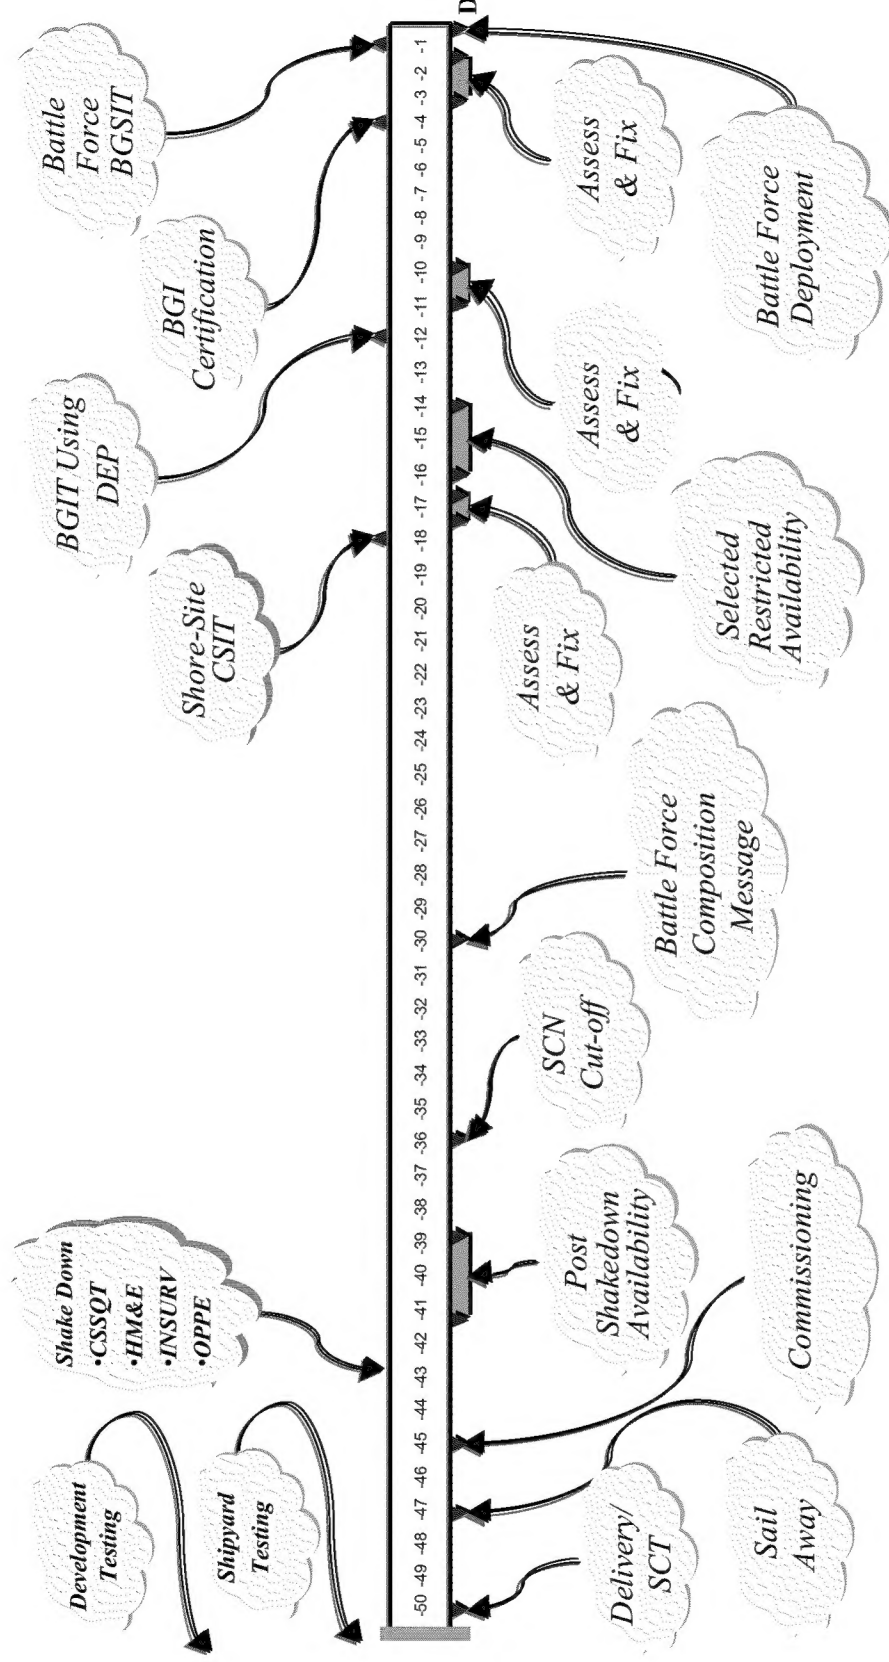 Development
Testing
Shipyard
Testing
Shake Down
•CSSQT
•HM&E
•INSURV
•OPPE
Shore-Site
CSIT
BGIT Using
DEP
BGI
Certification
Battle
Force
BGSIT
-50 -49 -48 -47 -46 -45 -44 -43 -42 -41 -40 -39 -38 -37 -36 -35 -34 -33 -32 -31 -30 -29 -28 -27 -26 -25 -24 -23 -22 -21 -20 -19 -18 -17 -16 -15 -14 -13 -12 -11 -10 -9 -8 -7 -6 -5 -4 -3 -2 -1
D
Delivery/
SCT
Sail
Away
Commissioning
Post
Shakedown
Availability
SCN
Cut-off
Battle Force
Composition
Message
Assess
& Fix
Selected
Restricted
Availability
Assess
& Fix
Assess
& Fix
Battle Force
Deployment